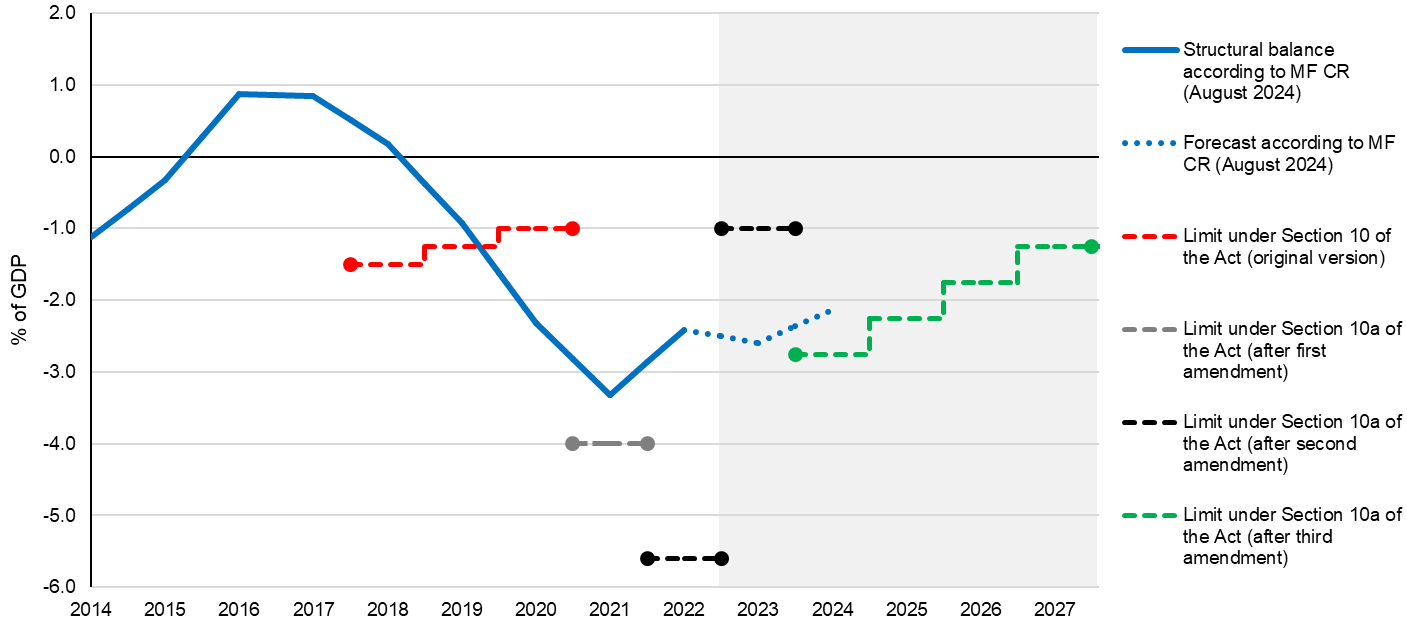 2.0
1.0
0.0
-1.0
-2.0
-3.0
-4.0
-5.0
-6.0
% of GDP
2014 2015 2016 2017 2018 2019 2020 2021 2022 2023 2024 2025 2026 2027
Structural balance
according to MF CR
(August 2024)
Forecast according to MF
CR (August 2024)
Limit under Section 10 of
the Act (original version)
Limit under Section 10a of
the Act (after first
amendment)
Limit under Section 10a of
the Act (after second
amendment)
Limit under Section 10a of
the Act (after third
amendment)